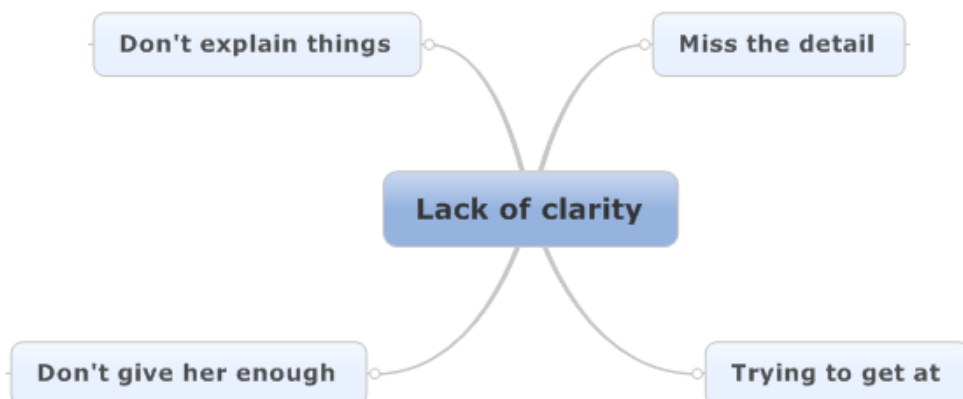 Don't explain things
Miss the detail
Lack of clarity
Don't give her enough
Trying to get at